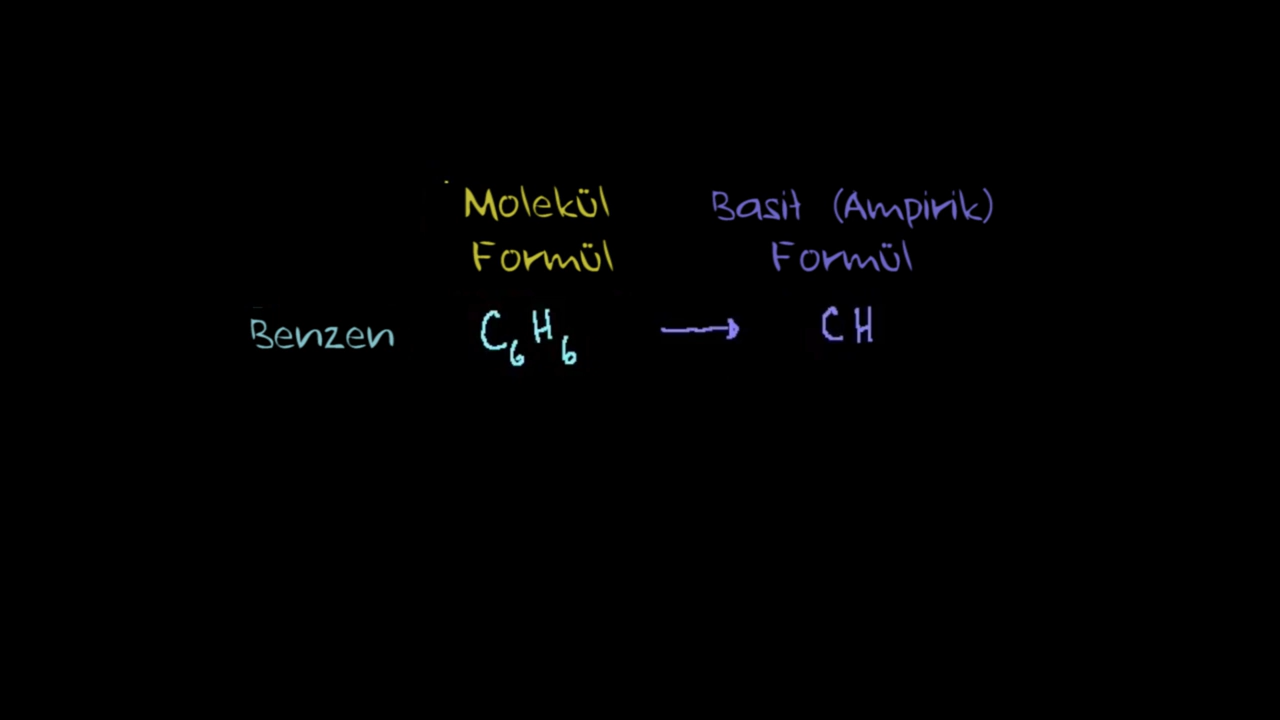 Molekül Basit (Ampirik)
Formül Formül
Benzen C₆H₆ → CH